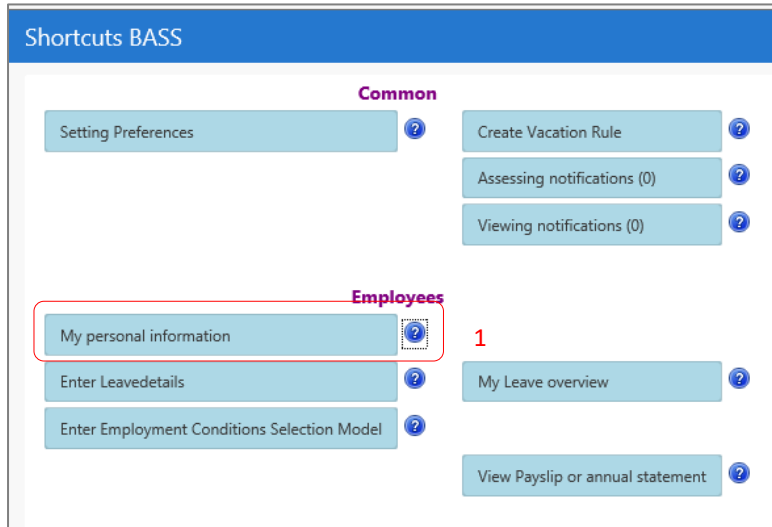 Shortcuts BASS
Common
Setting Preferences
Create Vacation Rule
Assessing notifications (0)
Viewing notifications (0)
Employees
My personal information
1
Enter Leavedetails
My Leave overview
Enter Employment Conditions Selection Model
View Payslip or annual statement